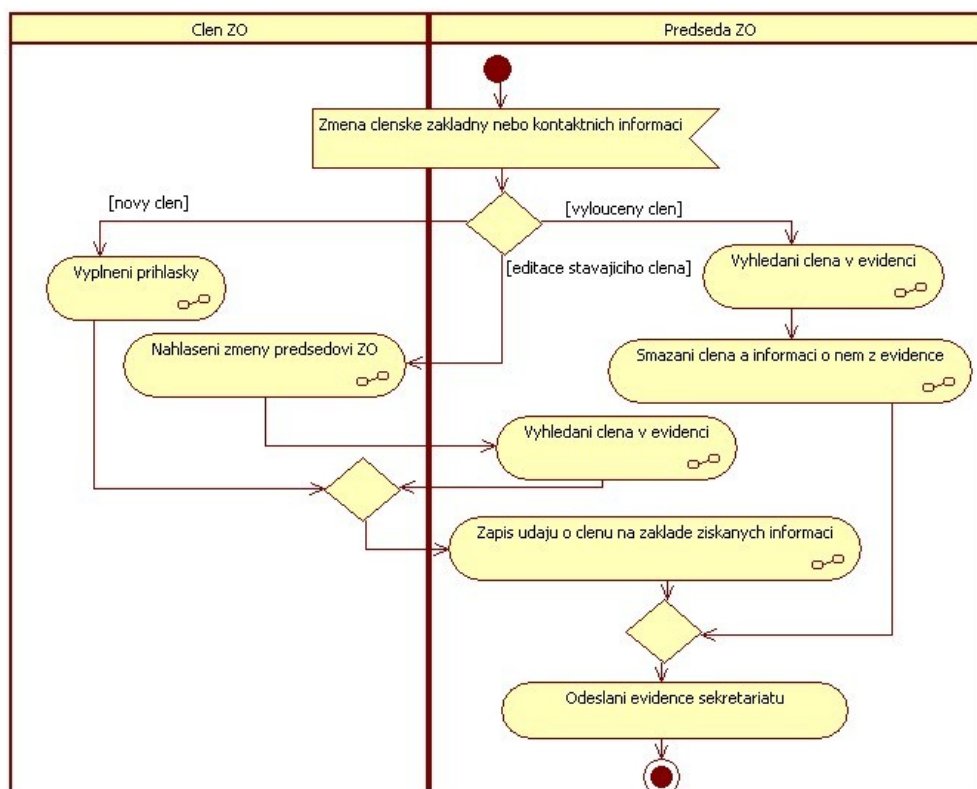 Clen ZO
Predseda ZO
Zmena clenske zakladny nebo kontaktnich informaci
[novy clen]
[vylouceny clen]
[editace stavajiciho clena]
Vyplneni prihlasky
Vyhledani clena v evidenci
Nahlaseni zmeny predsedovi ZO
Smazani clena a informaci o nem z evidence
Vyhledani clena v evidenci
Zapis udaju o clenu na zaklade ziskanych informaci
Odeslani evidence sekretariatu